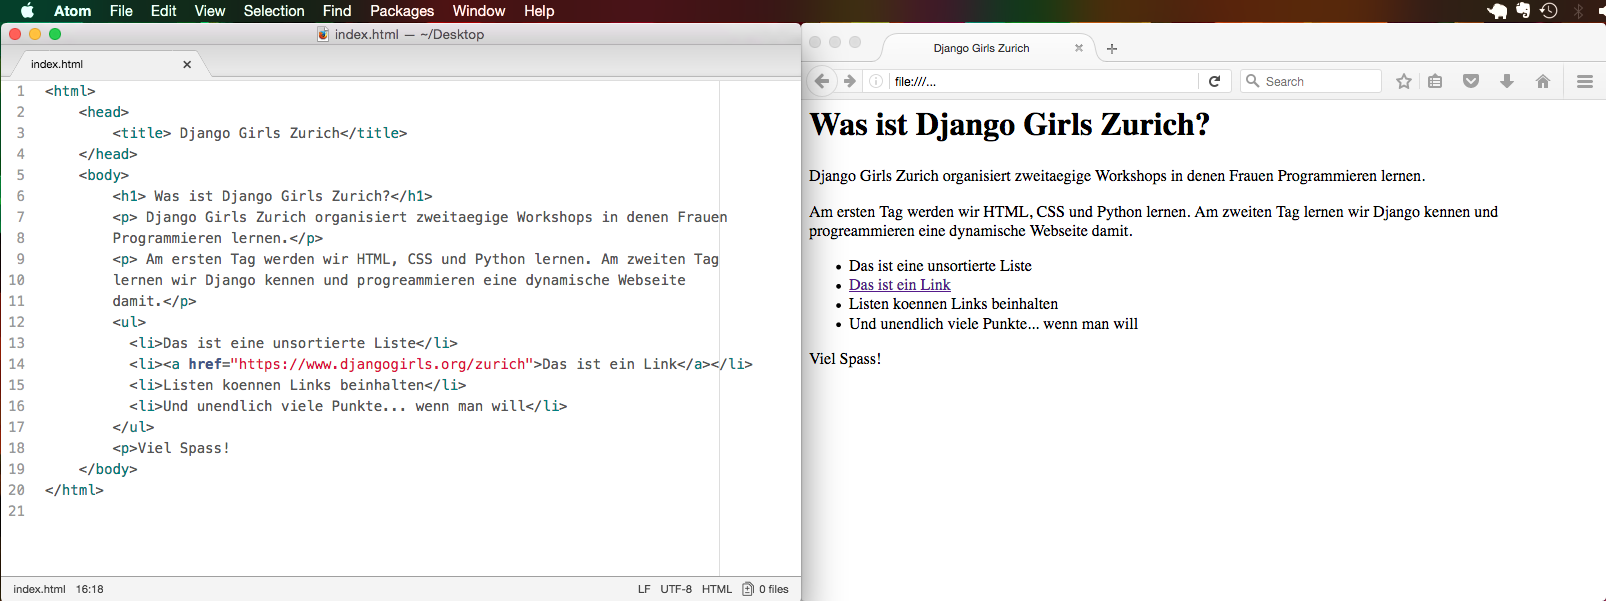 Atom File Edit View Selection Find Packages Window Help
index.html — ~/Desktop
index.html
1 <html>
2 <head>
3 <title> Django Girls Zurich</title>
4 </head>
5 <body>
6 <h1> Was ist Django Girls Zurich?</h1>
7 <p> Django Girls Zurich organisiert zweitaegige Workshops in denen Frauen
8 Programmieren lernen.</p>
9 <p> Am ersten Tag werden wir HTML, CSS und Python lernen. Am zweiten Tag
10 lernen wir Django kennen und progreammieren eine dynamische Webseite
11 damit.</p>
12 <ul>
13 <li>Das ist eine unsortierte Liste</li>
14 <li><a href="https://www.djangogirls.org/zurich">Das ist ein Link</a></li>
15 <li>Listen koennen Links beinhalten</li>
16 <li>Und unendlich viele Punkte... wenn man will</li>
17 </ul>
18 <p>Viel Spass!
19 </body>
20 </html>
21
index.html 16:18 LF UTF-8 HTML 0 files
Django Girls Zurich
file:///... Search
Was ist Django Girls Zurich?
Django Girls Zurich organisiert zweitaegige Workshops in denen Frauen Programmieren lernen.
Am ersten Tag werden wir HTML, CSS und Python lernen. Am zweiten Tag lernen wir Django kennen und
progreammieren eine dynamische Webseite damit.
• Das ist eine unsortierte Liste
• Das ist ein Link
• Listen koennen Links beinhalten
• Und unendlich viele Punkte... wenn man will
Viel Spass!